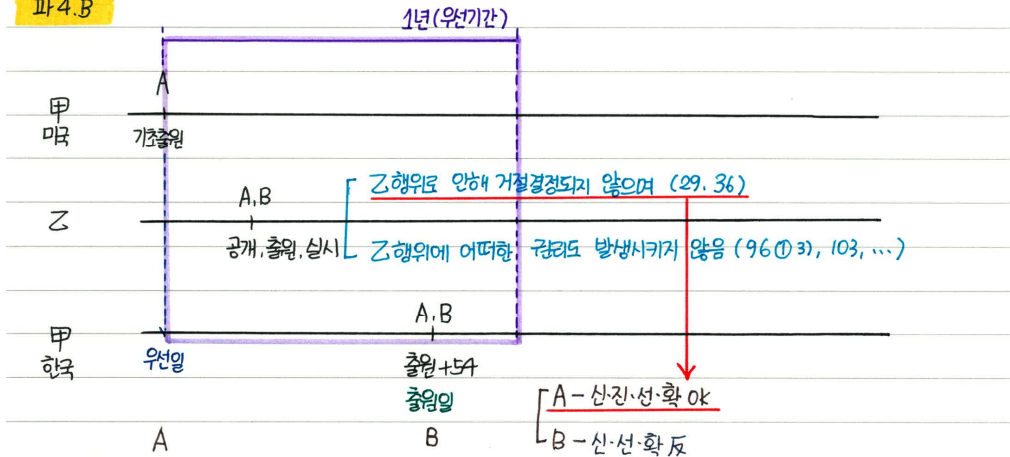 파4.B
1년(우선기간)
A
甲
미국
기초출원
A,B
乙
공개,출원,실시
乙행위로 인해 거절결정되지 않으며 (29.36)
乙행위에 어떠한 권리도 발생시키지 않음 (96①3), 103, …)
A,B
甲
한국
우선일
출원+54
출원일
A-신·진·선·확 OK
B-신·선·확 反
A
B